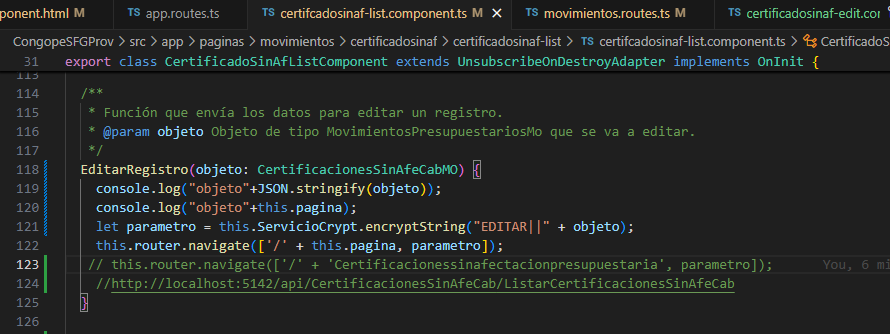 ponent.html M
app.routes.ts
TS certifcadosinaf-list.component.ts M
TS movimientos.routes.ts M
TS certificadosinaf-edit.cor
CongopeSFGProv > src > app > paginas > movimientos > certificadosinaf > certificadosinaf-list > TS certifcadosinaf-list.component.ts > CertificadoS
31 export class CertificadoSinAfListComponent extends UnsubscribeOnDestroyAdapter implements OnInit {
113
114 /**
115 * Función que envía los datos para editar un registro.
116 * @param objeto Objeto de tipo MovimientosPresupuestariosMo que se va a editar.
117 */
118 EditarRegistro(objeto: CertificacionesSinAfeCabMO) {
119 console.log("objeto"+JSON.stringify(objeto));
120 console.log("objeto"+this.pagina);
121 let parametro = this.ServicioCrypt.encryptString("EDITAR||" + objeto);
122 this.router.navigate(['/' + this.pagina, parametro]);
123 // this.router.navigate(['/' + 'Certificacionessinafectacionpresupuestaria', parametro]); You, 6 mi
124 //http://localhost:5142/api/CertificacionesSinAfeCab/ListarCertificacionesSinAfeCab
125 }
126